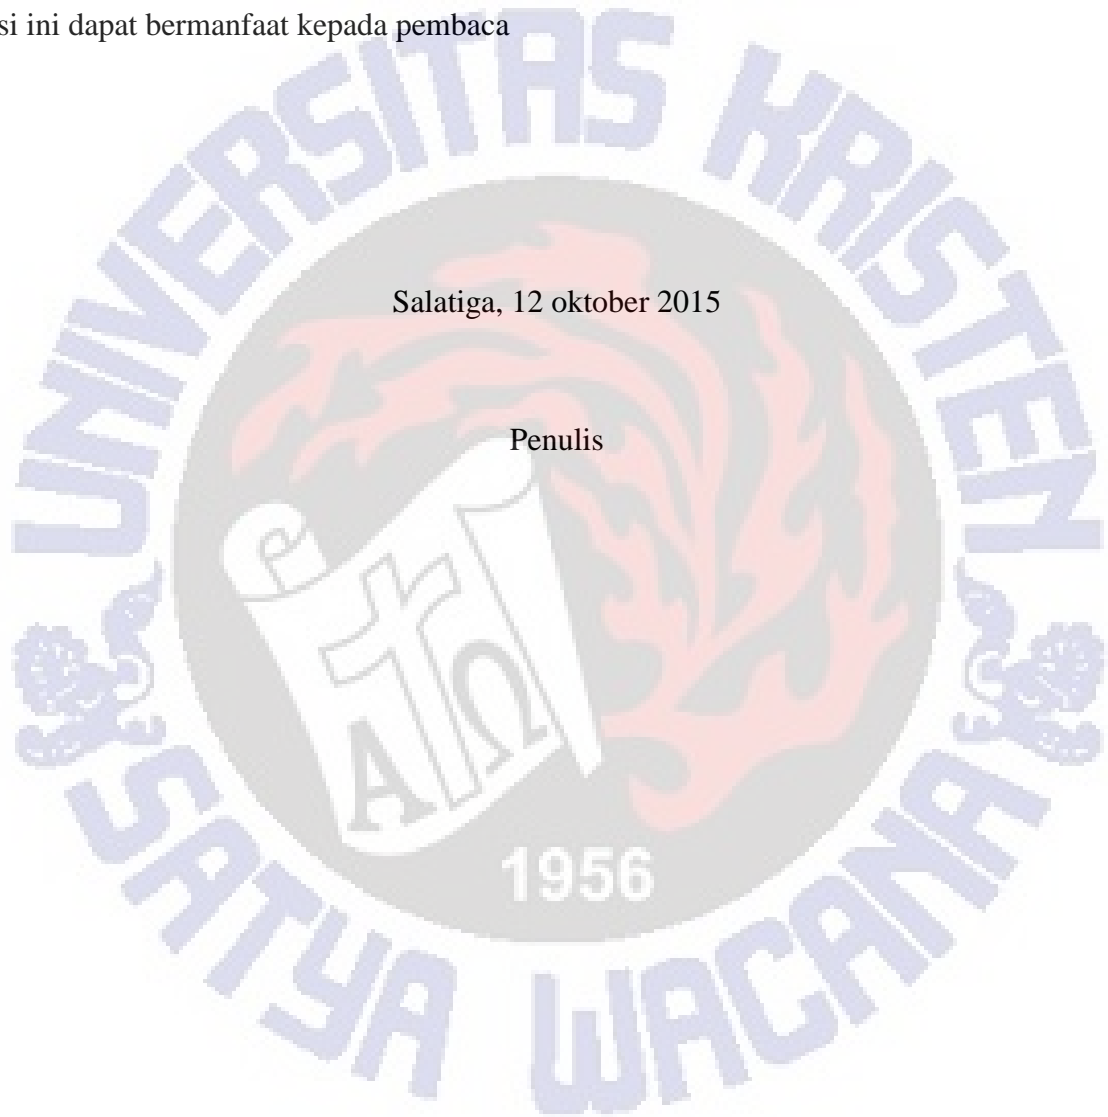 si ini dapat bermanfaat kepada pembaca
UNIVERSITAS KRISTEN
Salatiga, 12 oktober 2015
Penulis
Α Ω
1956
SATYA WACANA